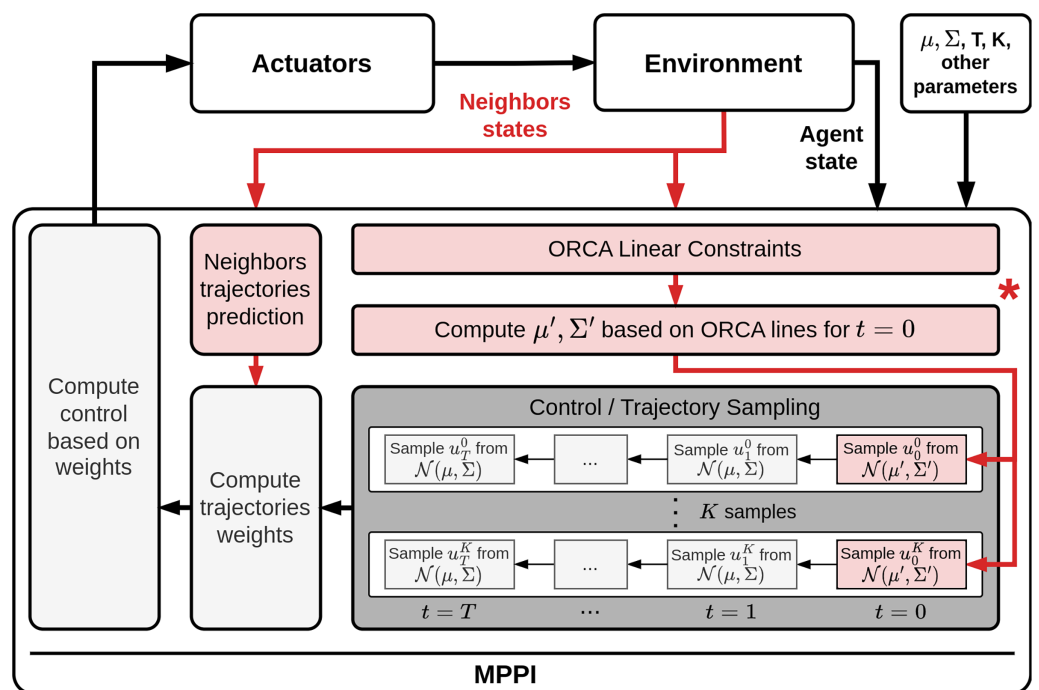 Actuators
Environment
μ, Σ, T, K,
other
parameters
Neighbors
states
Agent
state
Neighbors
trajectories
prediction
ORCA Linear Constraints
*
Compute μ′, Σ′ based on ORCA lines for t = 0
Compute
control
based on
weights
Compute
trajectories
weights
Control / Trajectory Sampling
Sample u_T^0 from
𝒩(μ, Σ)
...
Sample u_1^0 from
𝒩(μ, Σ)
Sample u_0^0 from
𝒩(μ′, Σ′)
⋮ K samples
Sample u_T^K from
𝒩(μ, Σ)
...
Sample u_1^K from
𝒩(μ, Σ)
Sample u_0^K from
𝒩(μ′, Σ′)
t = T ... t = 1 t = 0
MPPI